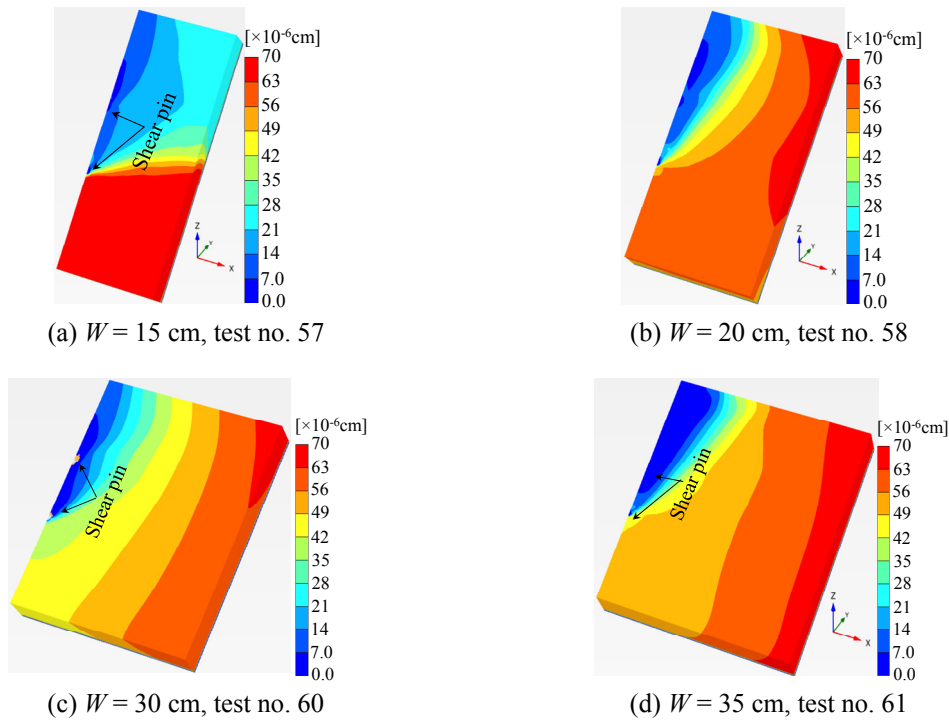 [×10⁻⁶cm]
70
63
56
49
42
35
28
21
14
7.0
0.0
Shear pin
Z
Y
X
(a) W = 15 cm, test no. 57
[×10⁻⁶cm]
70
63
56
49
42
35
28
21
14
7.0
0.0
Z
Y
X
(b) W = 20 cm, test no. 58
[×10⁻⁶cm]
70
63
56
49
42
35
28
21
14
7.0
0.0
Shear pin
(c) W = 30 cm, test no. 60
[×10⁻⁶cm]
70
63
56
49
42
35
28
21
14
7.0
0.0
Shear pin
Z
Y
X
(d) W = 35 cm, test no. 61